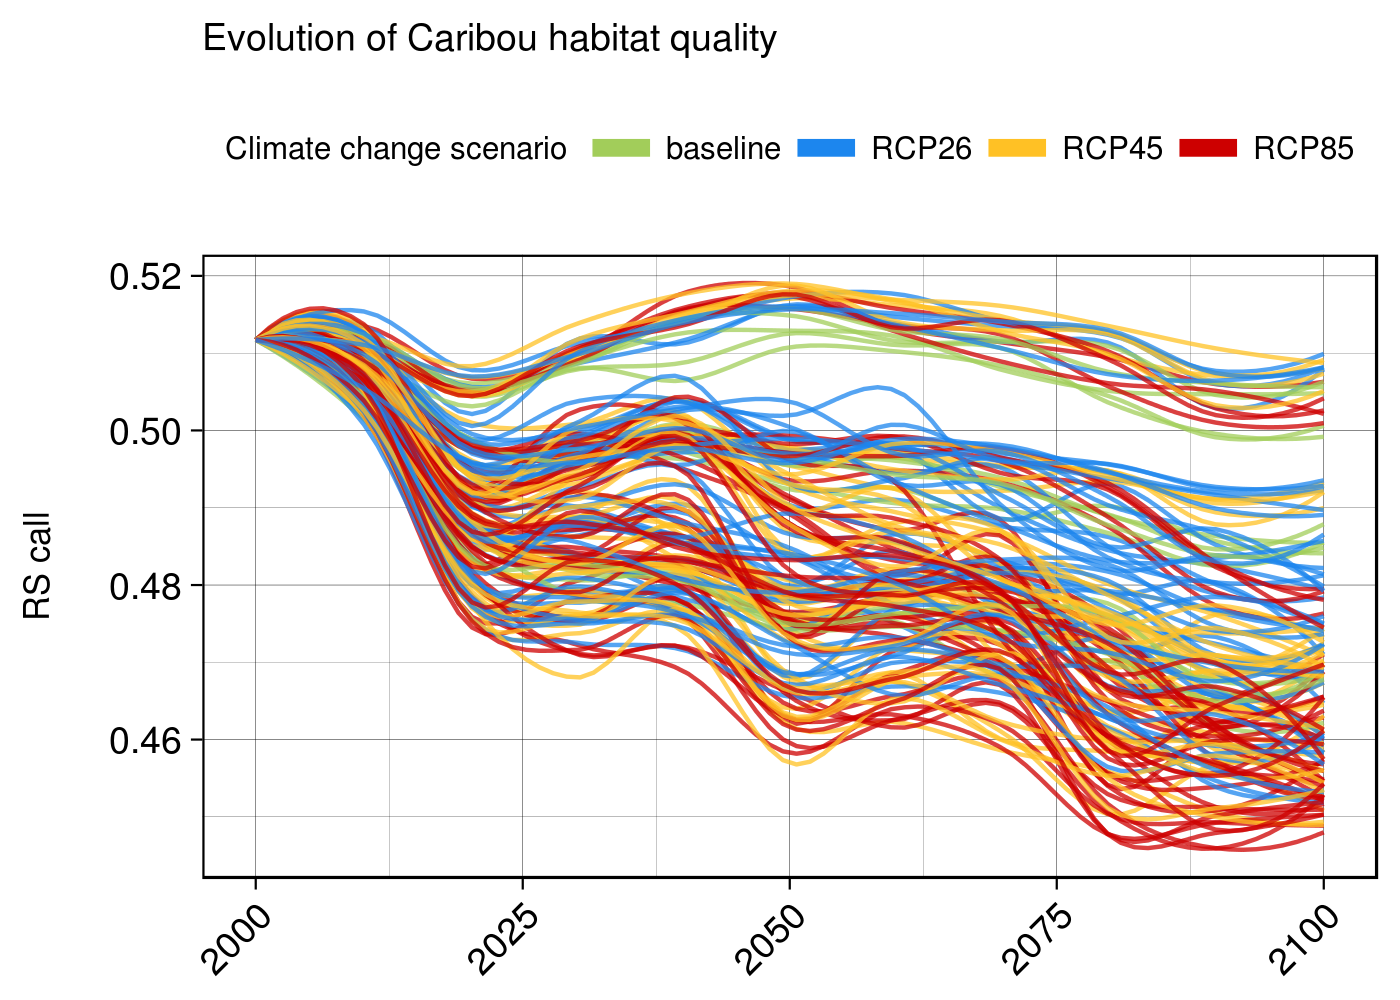 Evolution of Caribou habitat quality
Climate change scenario baseline RCP26 RCP45 RCP85
RS call
0.52
0.50
0.48
0.46
2000 2025 2050 2075 2100